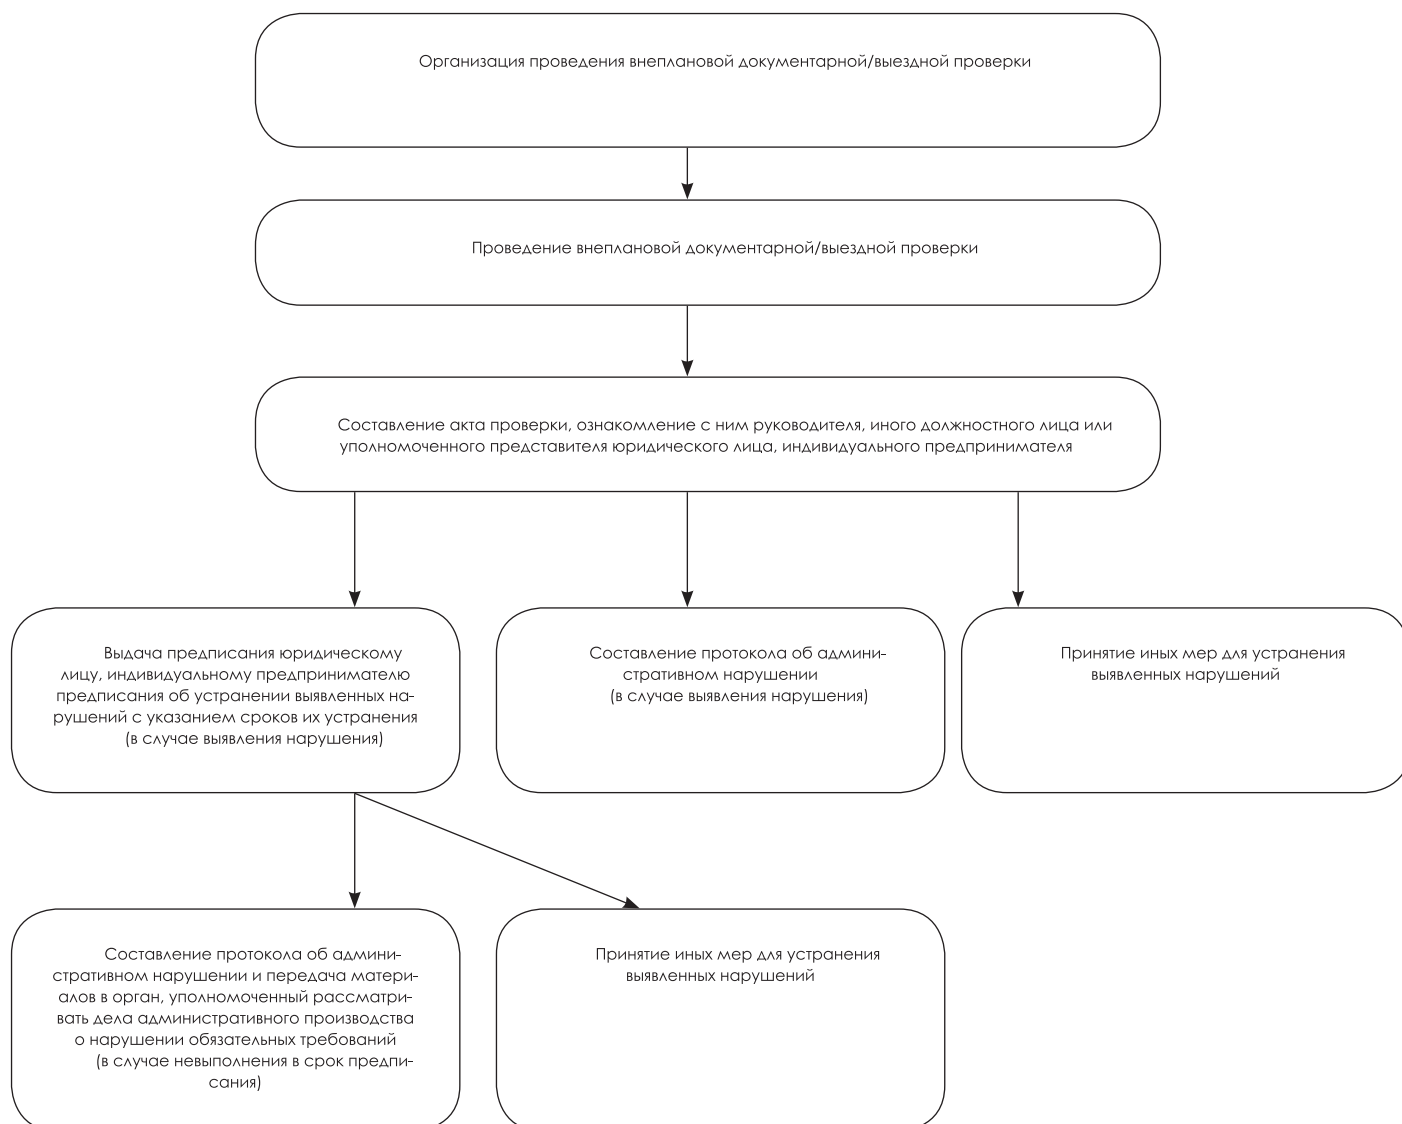 Организация проведения внеплановой документарной/выездной проверки
Проведение внеплановой документарной/выездной проверки
Составление акта проверки, ознакомление с ним руководителя, иного должностного лица или
уполномоченного представителя юридического лица, индивидуального предпринимателя
Выдача предписания юридическому
лицу, индивидуальному предпринимателю
предписания об устранении выявленных на-
рушений с указанием сроков их устранения
(в случае выявления нарушения)
Составление протокола об админи-
стративном нарушении
(в случае выявления нарушения)
Принятие иных мер для устранения
выявленных нарушений
Составление протокола об админи-
стративном нарушении и передача матери-
алов в орган, уполномоченный рассматри-
вать дела административного производства
о нарушении обязательных требований
(в случае невыполнения в срок предпи-
сания)
Принятие иных мер для устранения
выявленных нарушений